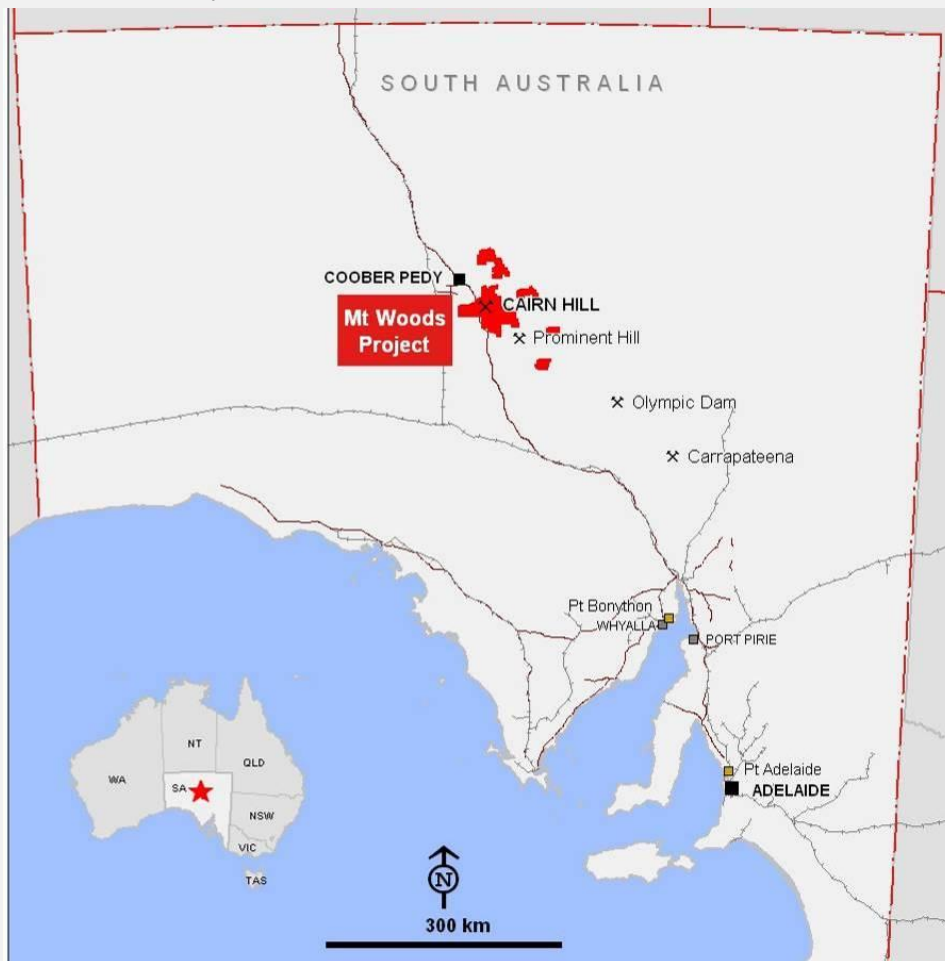 SOUTH AUSTRALIA
COOBER PEDY
Mt Woods
Project
CAIRN HILL
Prominent Hill
Olympic Dam
Carrapateena
Pt Bonython
WHYALLA
PORT PIRIE
Pt Adelaide
ADELAIDE
NT
QLD
WA
SA
NSW
VIC
TAS
N
300 km